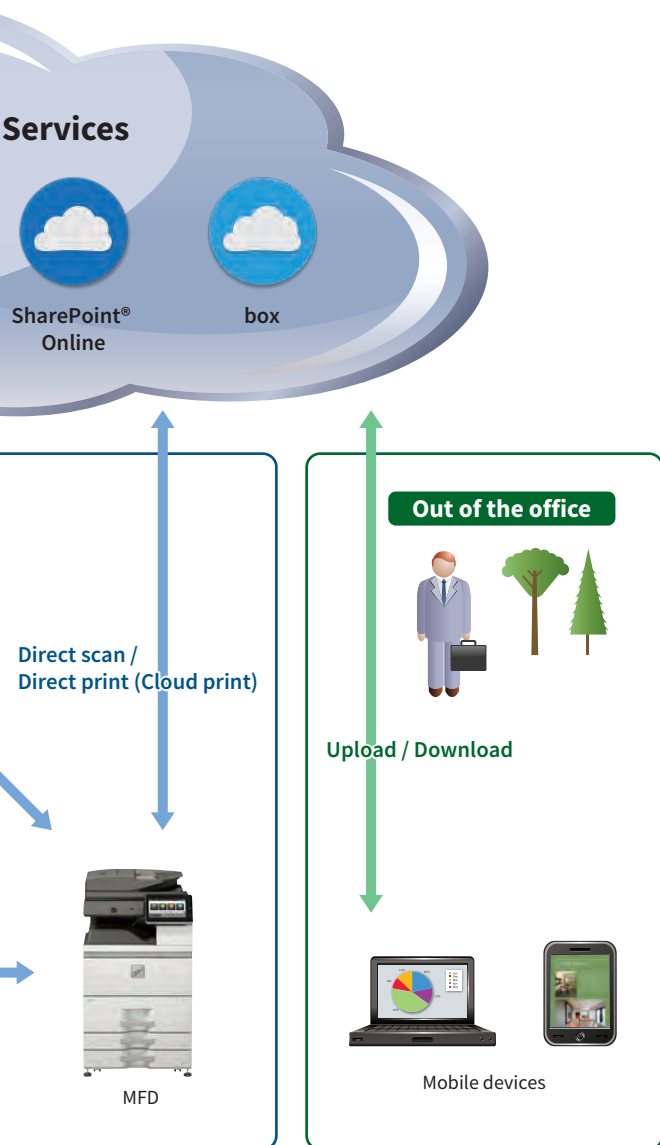 Services
SharePoint®
Online
box
Out of the office
Direct scan /
Direct print (Cloud print)
Upload / Download
MFD
Mobile devices